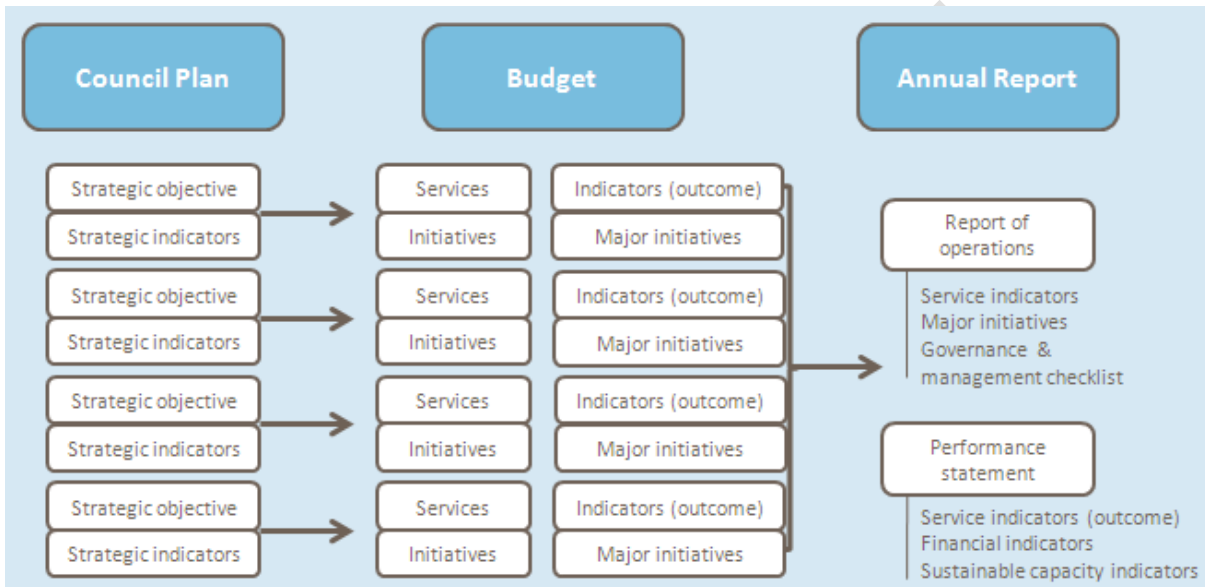 Council Plan
Budget
Annual Report
Strategic objective
Strategic indicators
Strategic objective
Strategic indicators
Strategic objective
Strategic indicators
Strategic objective
Strategic indicators
Services
Initiatives
Services
Initiatives
Services
Initiatives
Services
Initiatives
Indicators (outcome)
Major initiatives
Indicators (outcome)
Major initiatives
Indicators (outcome)
Major initiatives
Indicators (outcome)
Major initiatives
Report of
operations
Service indicators
Major initiatives
Governance &
management checklist
Performance
statement
Service indicators (outcome)
Financial indicators
Sustainable capacity indicators